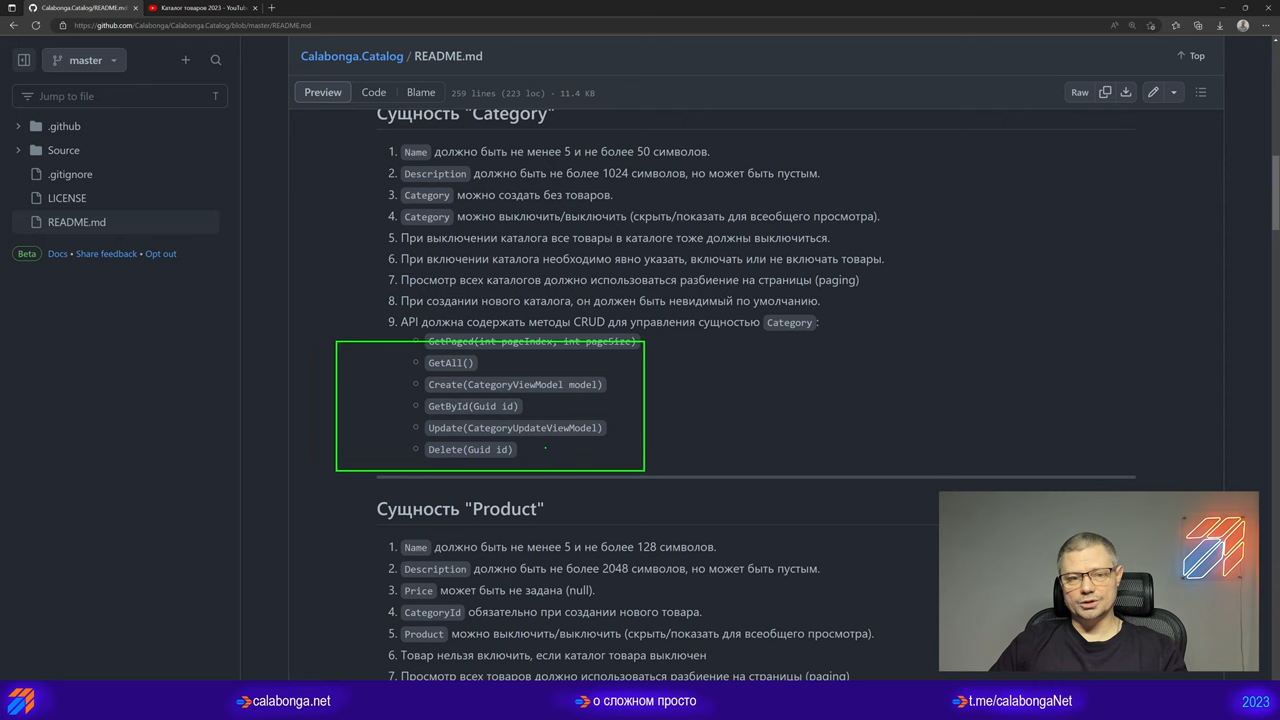 Calabonga.Catalog/README.md
Каталог товаров 2023 - YouTube
https://github.com/Calabonga/Calabonga.Catalog/blob/master/README.md
master
Calabonga.Catalog / README.md
Top
Jump to file
T
Preview
Code
Blame
259 lines (223 loc) · 11.4 KB
Raw
.github
Source
.gitignore
LICENSE
README.md
Beta
Docs • Share feedback • Opt out
Сущность "Category"
1. Name должно быть не менее 5 и не более 50 символов.
2. Description должно быть не более 1024 символов, но может быть пустым.
3. Category можно создать без товаров.
4. Category можно выключить/выключить (скрыть/показать для всеобщего просмотра).
5. При выключении каталога все товары в каталоге тоже должны выключиться.
6. При включении каталога необходимо явно указать, включать или не включать товары.
7. Просмотр всех каталогов должно использоваться разбиение на страницы (paging)
8. При создании нового каталога, он должен быть невидимый по умолчанию.
9. API должна содержать методы CRUD для управления сущностью Category:
GetPaged(int pageIndex, int pageSize)
GetAll()
Create(CategoryViewModel model)
GetById(Guid id)
Update(CategoryUpdateViewModel)
Delete(Guid id)
Сущность "Product"
1. Name должно быть не менее 5 и не более 128 символов.
2. Description должно быть не более 2048 символов, но может быть пустым.
3. Price может быть не задана (null).
4. CategoryId обязательно при создании нового товара.
5. Product можно выключить/выключить (скрыть/показать для всеобщего просмотра).
6. Товар нельзя включить, если каталог товара выключен
7. Просмотр всех товаров должно использоваться разбиение на страницы (paging)
calabonga.net
о сложном просто
t.me/calabongaNet
2023